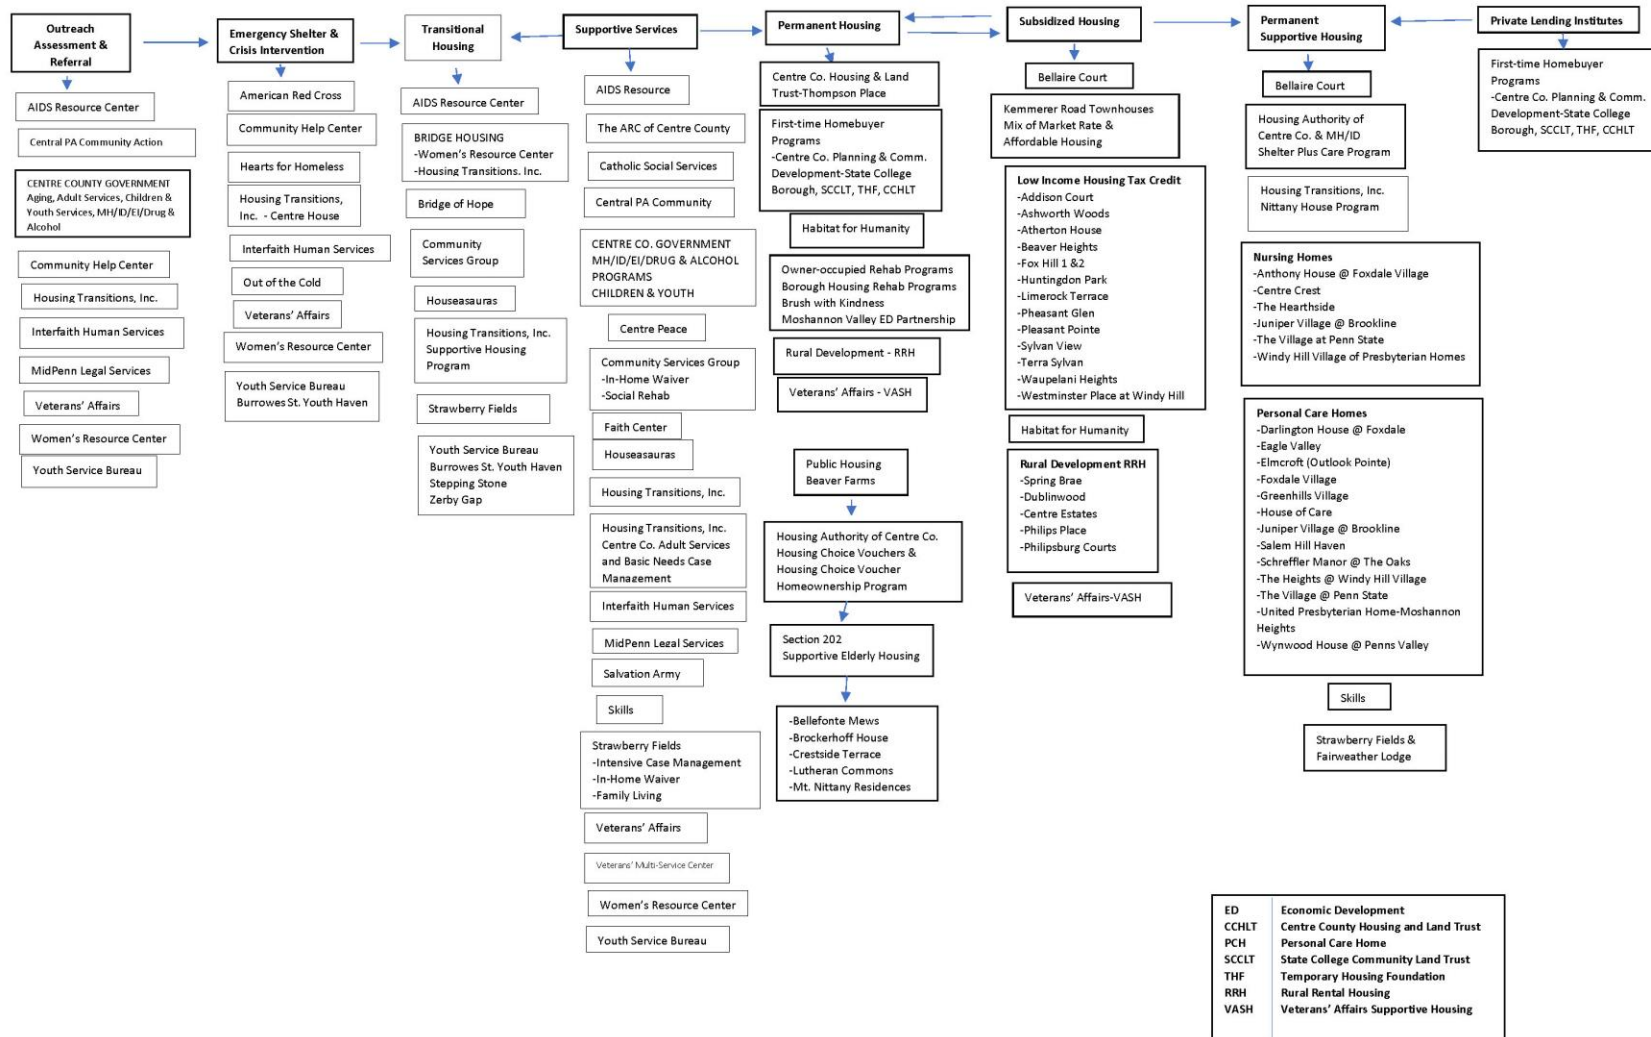 Outreach
Assessment &
Referral
AIDS Resource Center
Central PA Community Action
CENTRE COUNTY GOVERNMENT
Aging, Adult Services, Children &
Youth Services, MH/ID/EI/Drug &
Alcohol
Community Help Center
Housing Transitions, Inc.
Interfaith Human Services
MidPenn Legal Services
Veterans' Affairs
Women's Resource Center
Youth Service Bureau
Emergency Shelter &
Crisis Intervention
American Red Cross
Community Help Center
Hearts for Homeless
Housing Transitions,
Inc. - Centre House
Interfaith Human Services
Out of the Cold
Veterans' Affairs
Women's Resource Center
Youth Service Bureau
Burrowes St. Youth Haven
Transitional
Housing
AIDS Resource Center
BRIDGE HOUSING
-Women's Resource Center
-Housing Transitions, Inc.
Bridge of Hope
Community
Services Group
Houseasauras
Housing Transitions, Inc.
Supportive Housing
Program
Strawberry Fields
Youth Service Bureau
Burrowes St. Youth Haven
Stepping Stone
Zerby Gap
Supportive Services
AIDS Resource
The ARC of Centre County
Catholic Social Services
Central PA Community
CENTRE CO. GOVERNMENT
MH/ID/EI/DRUG & ALCOHOL
PROGRAMS
CHILDREN & YOUTH
Centre Peace
Community Services Group
-In-Home Waiver
-Social Rehab
Faith Center
Houseasauras
Housing Transitions, Inc.
Housing Transitions, Inc.
Centre Co. Adult Services
and Basic Needs Case
Management
Interfaith Human Services
MidPenn Legal Services
Salvation Army
Skills
Strawberry Fields
-Intensive Case Management
-In-Home Waiver
-Family Living
Veterans' Affairs
Veterans' Multi-Service Center
Women's Resource Center
Youth Service Bureau
Permanent Housing
Centre Co. Housing & Land
Trust-Thompson Place
First-time Homebuyer
Programs
-Centre Co. Planning & Comm.
Development-State College
Borough, SCCLT, THF, CCHLT
Habitat for Humanity
Owner-occupied Rehab Programs
Borough Housing Rehab Programs
Brush with Kindness
Moshannon Valley ED Partnership
Rural Development - RRH
Veterans' Affairs - VASH
Public Housing
Beaver Farms
Housing Authority of Centre Co.
Housing Choice Vouchers &
Housing Choice Voucher
Homeownership Program
Section 202
Supportive Elderly Housing
-Bellefonte Mews
-Brockerhoff House
-Crestside Terrace
-Lutheran Commons
-Mt. Nittany Residences
Subsidized Housing
Bellaire Court
Kemmerer Road Townhouses
Mix of Market Rate &
Affordable Housing
Low Income Housing Tax Credit
-Addison Court
-Ashworth Woods
-Atherton House
-Beaver Heights
-Fox Hill 1 &2
-Huntingdon Park
-Limerock Terrace
-Pheasant Glen
-Pleasant Pointe
-Sylvan View
-Terra Sylvan
-Waupelani Heights
-Westminster Place at Windy Hill
Habitat for Humanity
Rural Development RRH
-Spring Brae
-Dublinwood
-Centre Estates
-Philips Place
-Philipsburg Courts
Veterans' Affairs-VASH
Permanent
Supportive Housing
Bellaire Court
Housing Authority of
Centre Co. & MH/ID
Shelter Plus Care Program
Housing Transitions, Inc.
Nittany House Program
Nursing Homes
-Anthony House @ Foxdale Village
-Centre Crest
-The Hearthside
-Juniper Village @ Brookline
-The Village at Penn State
-Windy Hill Village of Presbyterian Homes
Personal Care Homes
-Darlington House @ Foxdale
-Eagle Valley
-Elmcroft (Outlook Pointe)
-Foxdale Village
-Greenhills Village
-House of Care
-Juniper Village @ Brookline
-Salem Hill Haven
-Schreffler Manor @ The Oaks
-The Heights @ Windy Hill Village
-The Village @ Penn State
-United Presbyterian Home-Moshannon
Heights
-Wynwood House @ Penns Valley
Skills
Strawberry Fields &
Fairweather Lodge
Private Lending Institutes
First-time Homebuyer
Programs
-Centre Co. Planning & Comm.
Development-State College
Borough, SCCLT, THF, CCHLT
ED Economic Development
CCHLT Centre County Housing and Land Trust
PCH Personal Care Home
SCCLT State College Community Land Trust
THF Temporary Housing Foundation
RRH Rural Rental Housing
VASH Veterans' Affairs Supportive Housing